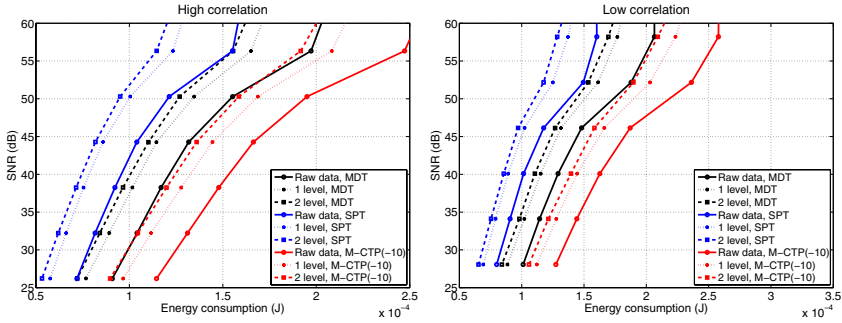 High correlation
60
55
50
45
40
35
30
25
SNR (dB)
0.5
1
1.5
2
2.5
Energy consumption (J)
x 10⁻⁴
Raw data, MDT
1 level, MDT
2 level, MDT
Raw data, SPT
1 level, SPT
2 level, SPT
Raw data, M−CTP(−10)
1 level, M−CTP(−10)
2 level, M−CTP(−10)
Low correlation
60
55
50
45
40
35
30
25
SNR (dB)
0.5
1
1.5
2
2.5
3
3.5
Energy consumption (J)
x 10⁻⁴
Raw data, MDT
1 level, MDT
2 level, MDT
Raw data, SPT
1 level, SPT
2 level, SPT
Raw data, M−CTP(−10)
1 level, M−CTP(−10)
2 level, M−CTP(−10)